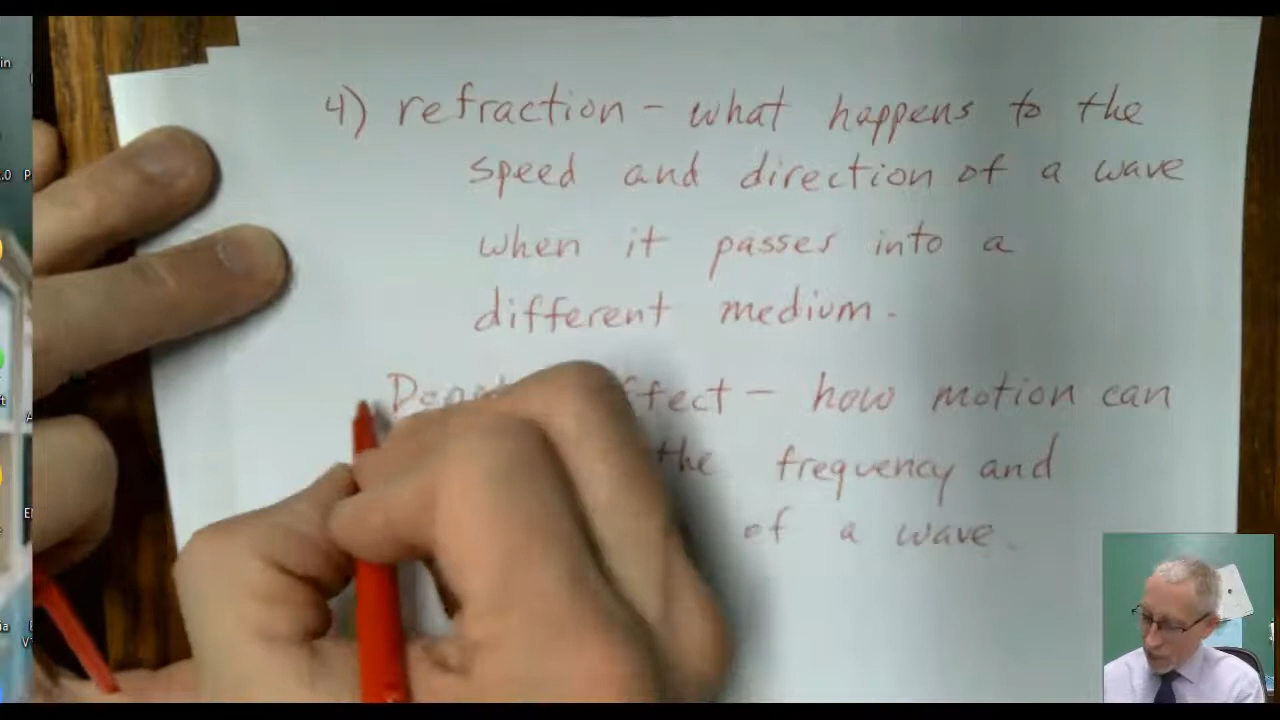 4) refraction - what happens to the
speed and direction of a wave
when it passes into a
different medium.
ffect - how motion can
the frequency and
of a wave.